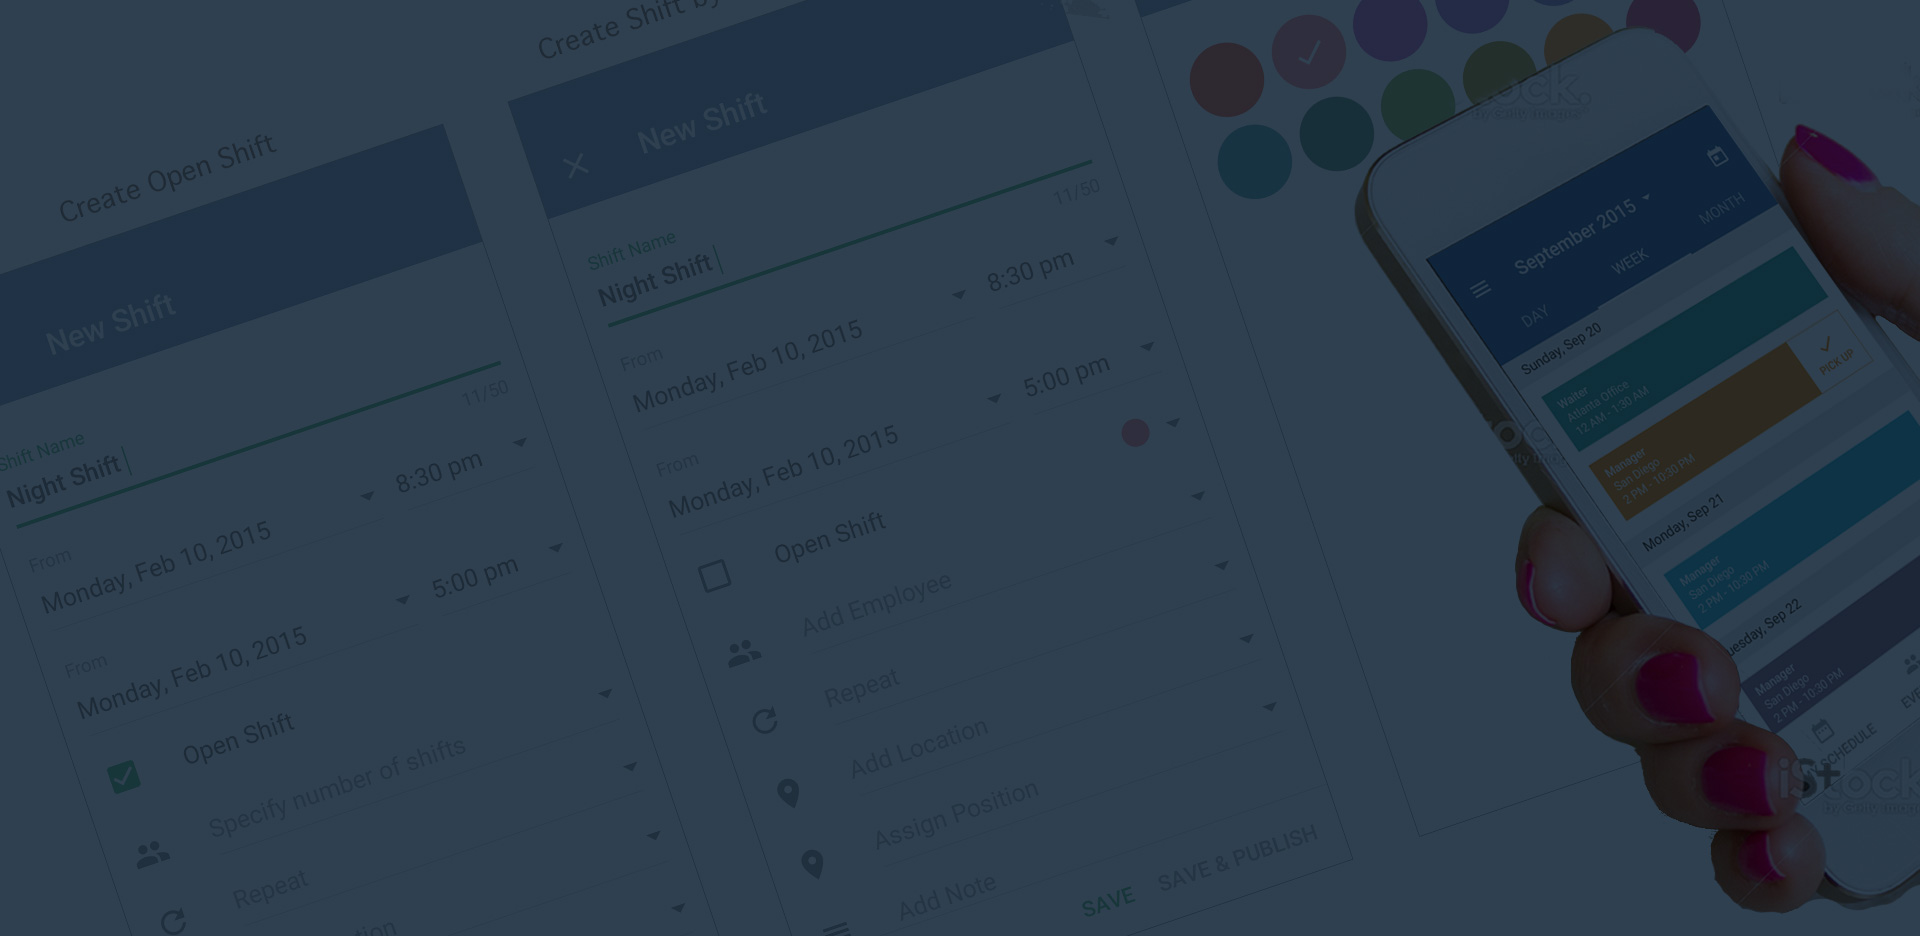 Create Open Shift
New Shift
11/50
Shift Name
Night Shift
8:30 pm
From
Monday, Feb 10, 2015
5:00 pm
From
Monday, Feb 10, 2015
Open Shift
Specify number of shifts
Repeat
Create Shift by
New Shift
11/50
Shift Name
Night Shift
8:30 pm
From
Monday, Feb 10, 2015
5:00 pm
From
Monday, Feb 10, 2015
Open Shift
Add Employee
Repeat
Add Location
Assign Position
Add Note
SAVE SAVE & PUBLISH
September 2015
DAY WEEK MONTH
Sunday, Sep 20
Waiter
Atlanta Office
12 AM - 1:30 AM
Manager
San Diego
2 PM - 10:30 PM
PICK UP
Monday, Sep 21
Manager
San Diego
2 PM - 10:30 PM
Tuesday, Sep 22
Manager
San Diego
2 PM - 10:30 PM
SCHEDULE
iStock